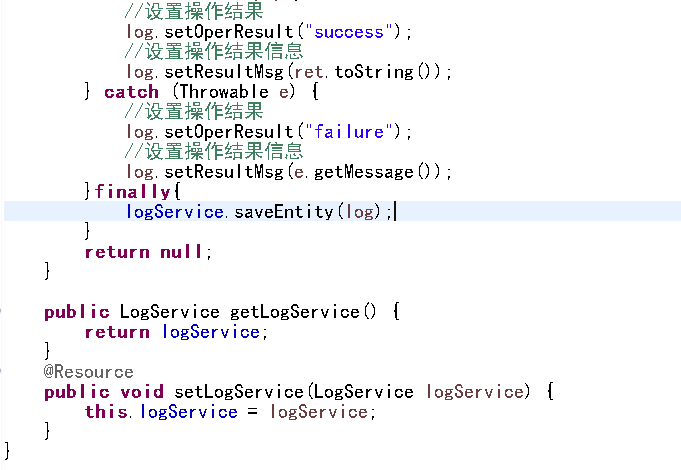 //设置操作结果
log.setOperResult("success");
//设置操作结果信息
log.setResultMsg(ret.toString());
} catch (Throwable e) {
//设置操作结果
log.setOperResult("failure");
//设置操作结果信息
log.setResultMsg(e.getMessage());
}finally{
logService.saveEntity(log);
}
return null;
}
public LogService getLogService() {
return logService;
}
@Resource
public void setLogService(LogService logService) {
this.logService = logService;
}
}